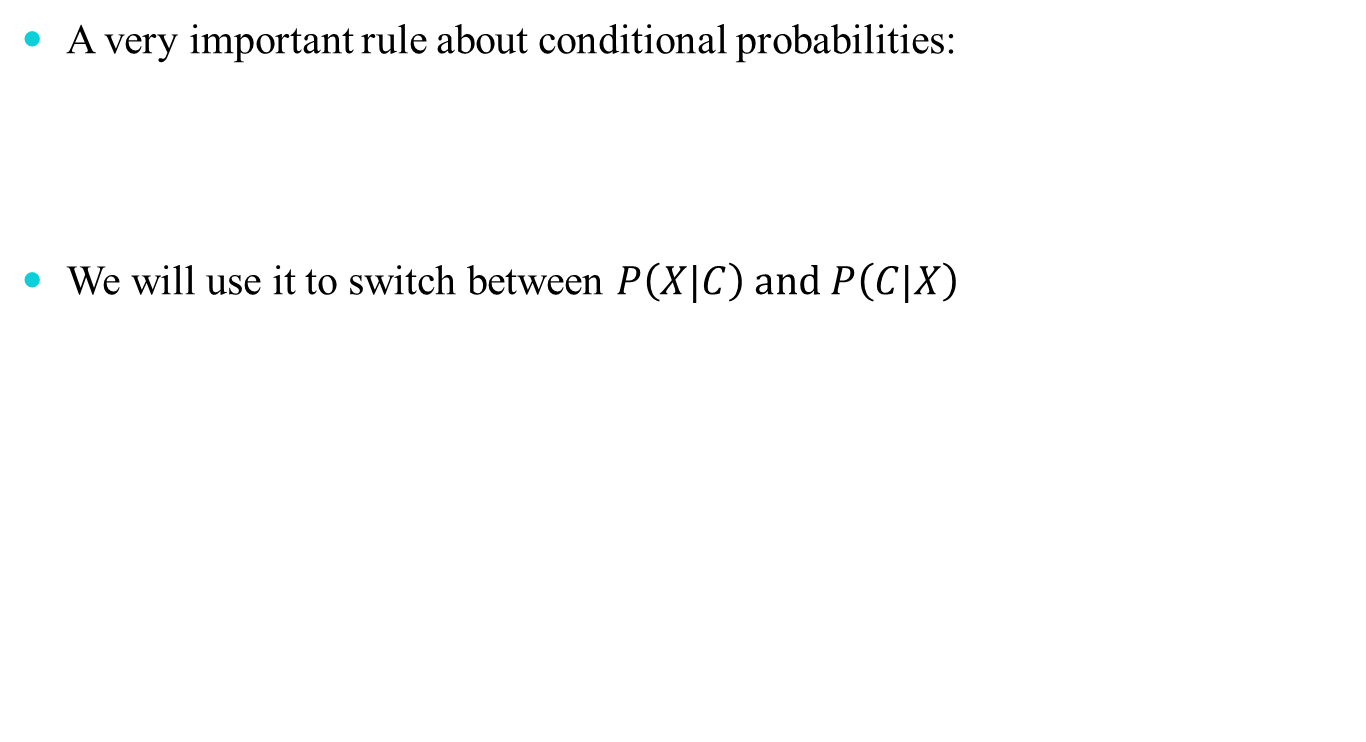 • A very important rule about conditional probabilities:
• We will use it to switch between P(X|C) and P(C|X)